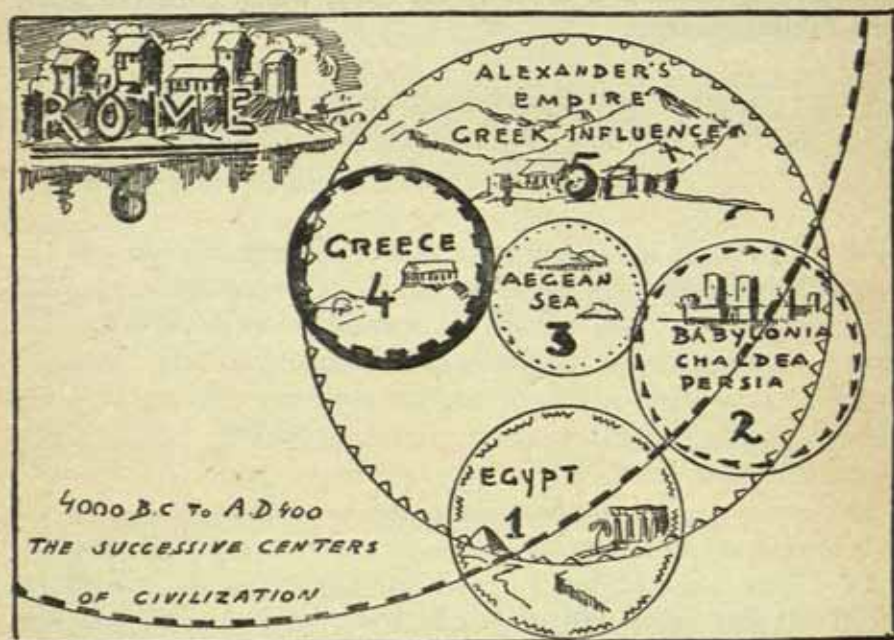 ROME
6
ALEXANDER'S
EMPIRE
GREEK INFLUENCE
5
GREECE
4
AEGEAN
SEA
3
BABYLONIA
CHALDEA
PERSIA
2
EGYPT
1
4000 B.C TO A.D 400
THE SUCCESSIVE CENTERS
OF CIVILIZATION